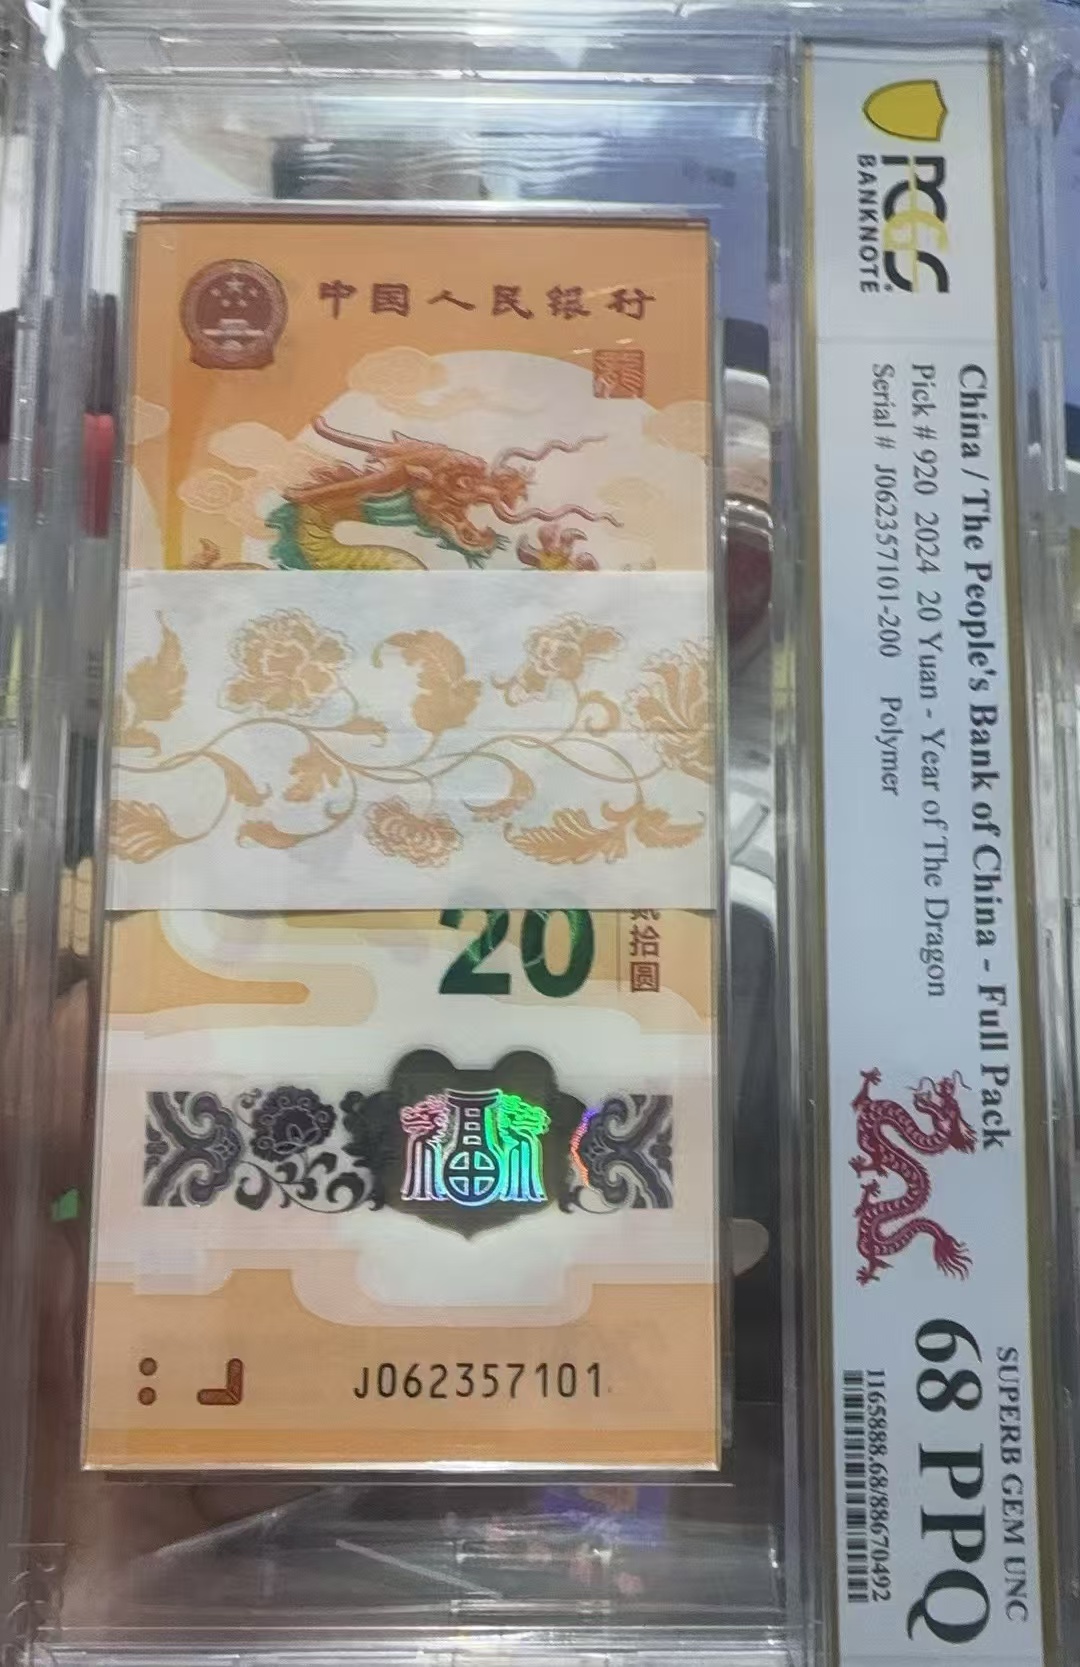 中国人民银行
龍
20
贰拾圆
J062357101
PCGS
BANKNOTE
China / The People's Bank of China - Full Pack
Pick # 920 2024 20 Yuan - Year of The Dragon
Serial # J062357101-200 Polymer
SUPERB GEM UNC
68 PPQ
1165888.68/88670492